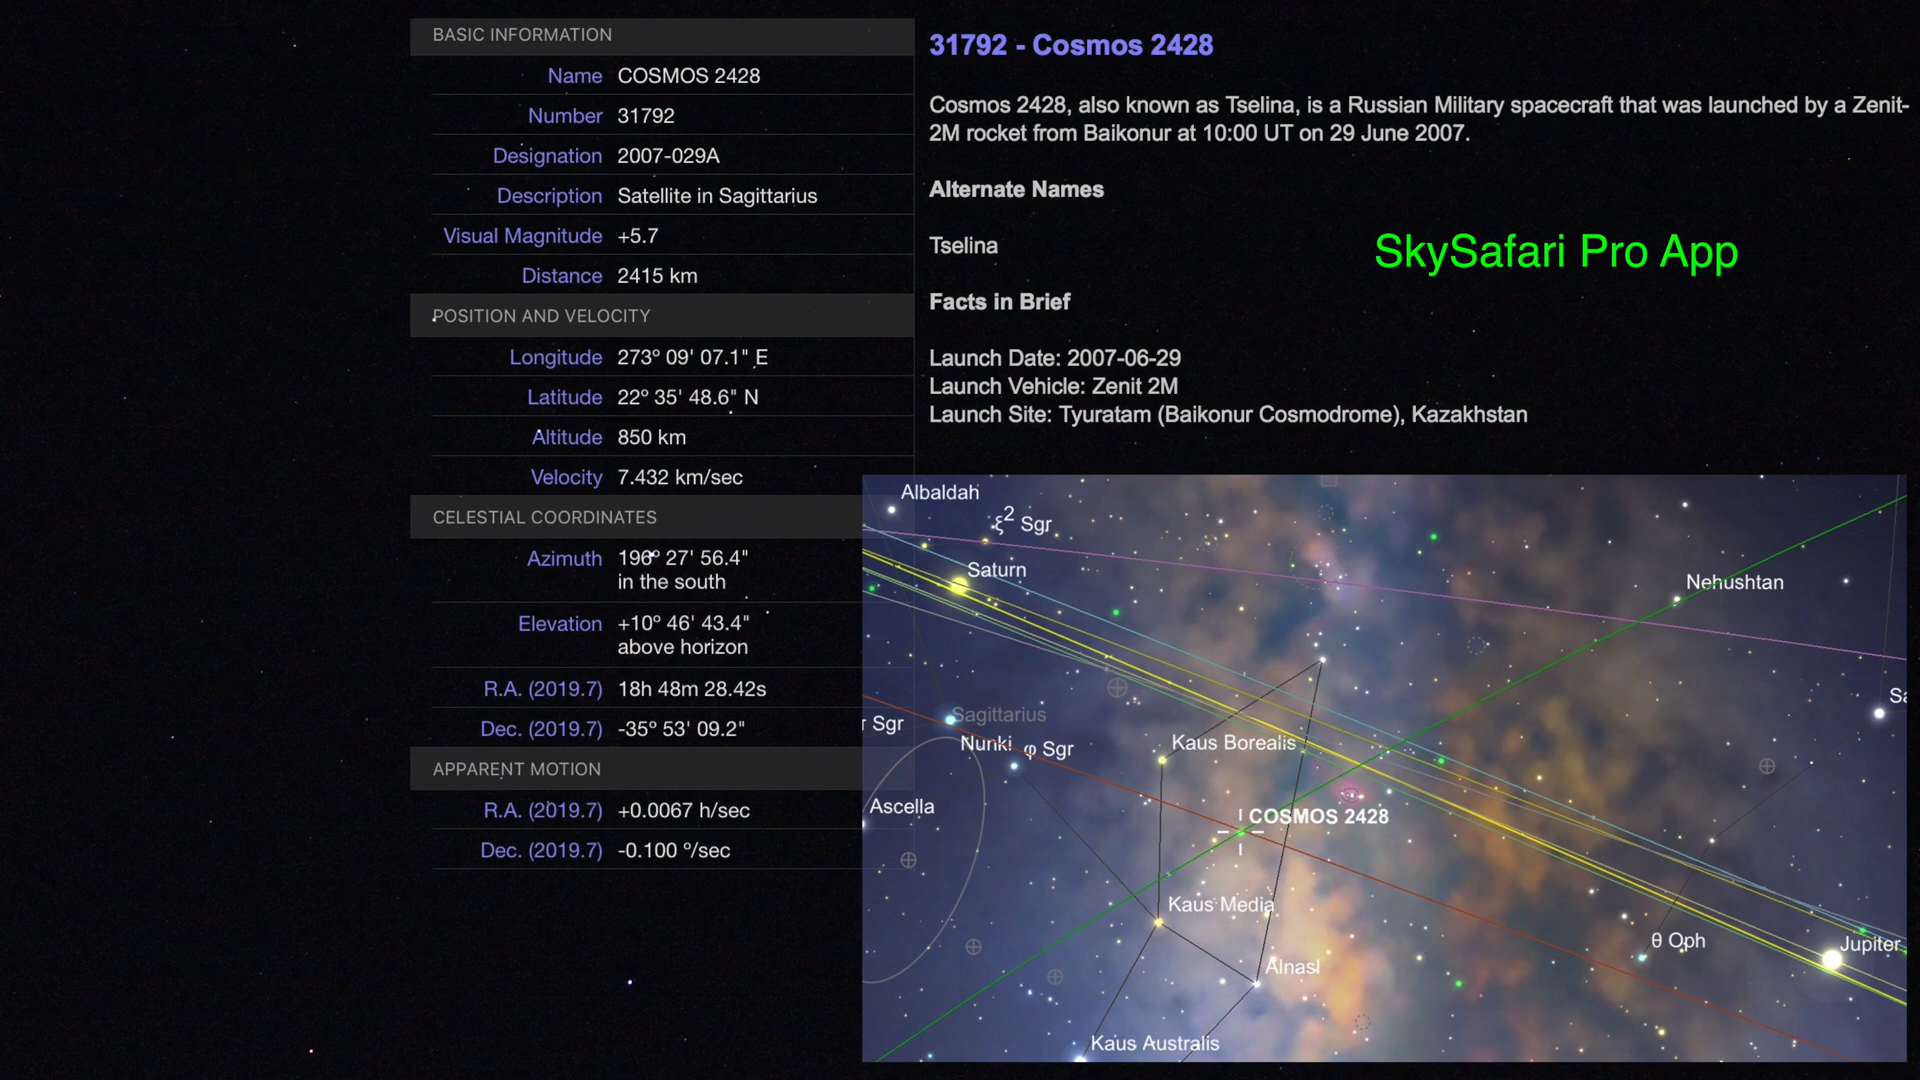 BASIC INFORMATION
Name COSMOS 2428
Number 31792
Designation 2007-029A
Description Satellite in Sagittarius
Visual Magnitude +5.7
Distance 2415 km
POSITION AND VELOCITY
Longitude 273º 09' 07.1" E
Latitude 22º 35' 48.6" N
Altitude 850 km
Velocity 7.432 km/sec
CELESTIAL COORDINATES
Azimuth 196º 27' 56.4"
in the south
Elevation +10º 46' 43.4"
above horizon
R.A. (2019.7) 18h 48m 28.42s
Dec. (2019.7) -35º 53' 09.2"
APPARENT MOTION
R.A. (2019.7) +0.0067 h/sec
Dec. (2019.7) -0.100 º/sec
31792 - Cosmos 2428
Cosmos 2428, also known as Tselina, is a Russian Military spacecraft that was launched by a Zenit-
2M rocket from Baikonur at 10:00 UT on 29 June 2007.
Alternate Names
Tselina
SkySafari Pro App
Facts in Brief
Launch Date: 2007-06-29
Launch Vehicle: Zenit 2M
Launch Site: Tyuratam (Baikonur Cosmodrome), Kazakhstan
Albaldah
ξ2 Sgr
Saturn
Nehushtan
Sa
Sagittarius
r Sgr
Nunki φ Sgr
Kaus Borealis
Ascella
COSMOS 2428
Kaus Media
θ Oph
Jupiter
Alnasl
Kaus Australis